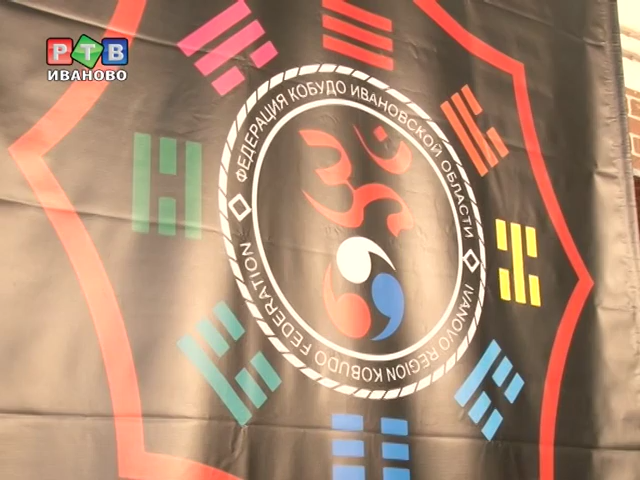 РТВ
ИВАНОВО
ФЕДЕРАЦИЯ КОБУДО ИВАНОВСКОЙ ОБЛАСТИ
IVANOVO REGION KOBUDO FEDERATION